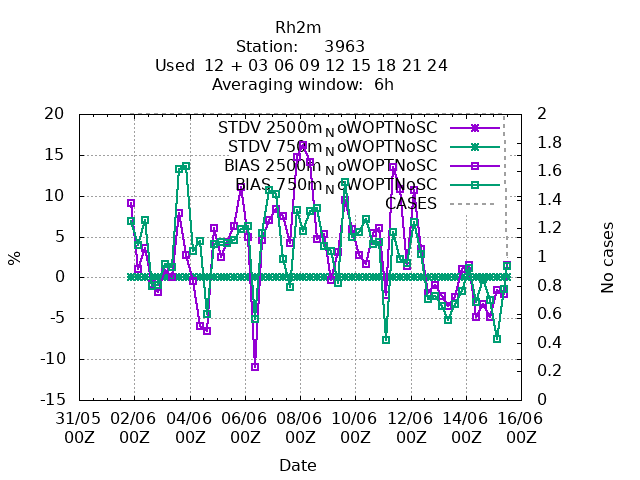 Rh2m
Station: 3963
Used 12 + 03 06 09 12 15 18 21 24
Averaging window: 6h
STDV 2500m NoWOPTNoSC
STDV 750m NoWOPTNoSC
BIAS 2500m NoWOPTNoSC
BIAS 750m NoWOPTNoSC
CASES
20
15
10
5
0
-5
-10
-15
%
2
1.8
1.6
1.4
1.2
1
0.8
0.6
0.4
0.2
0
No cases
31/05 02/06 04/06 06/06 08/06 10/06 12/06 14/06 16/06
00Z 00Z 00Z 00Z 00Z 00Z 00Z 00Z 00Z
Date